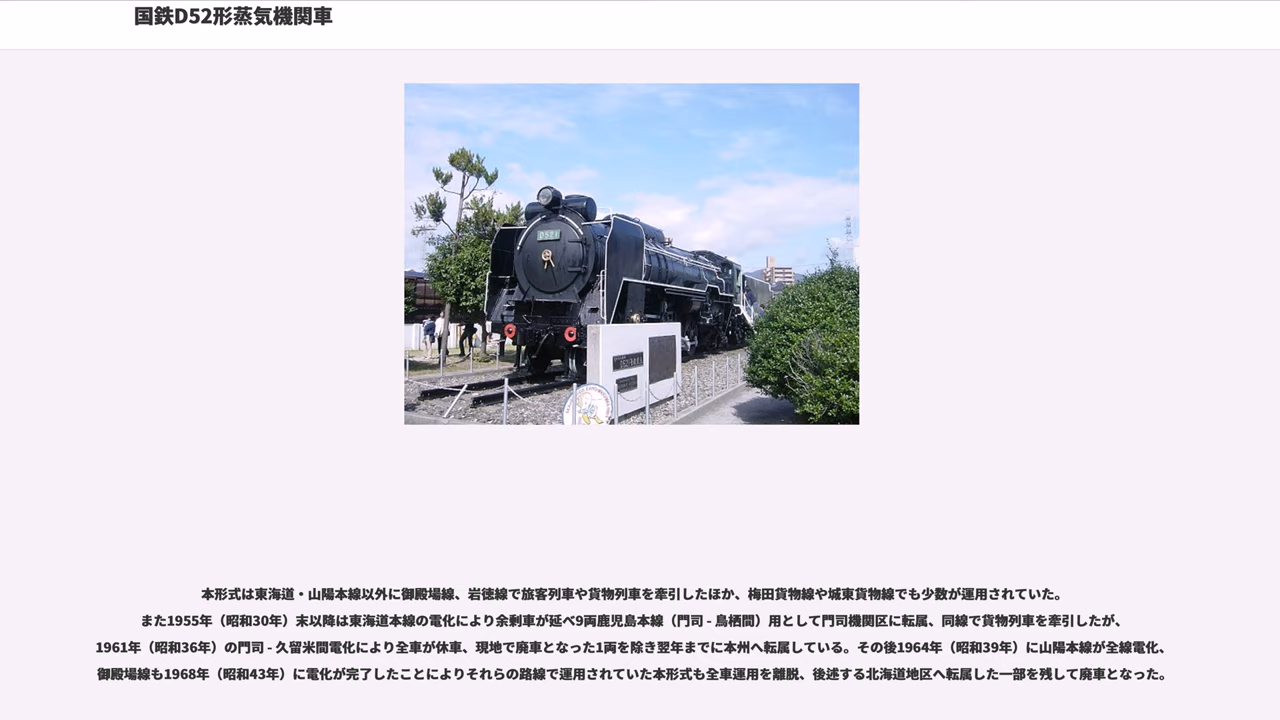 国鉄D52形蒸気機関車
D52 1
本形式は東海道・山陽本線以外に御殿場線、岩徳線で旅客列車や貨物列車を牽引したほか、梅田貨物線や城東貨物線でも少数が運用されていた。
また1955年（昭和30年）末以降は東海道本線の電化により余剰車が延べ9両鹿児島本線（門司 - 鳥栖間）用として門司機関区に転属、同線で貨物列車を牽引したが、
1961年（昭和36年）の門司 - 久留米間電化により全車が休車、現地で廃車となった1両を除き翌年までに本州へ転属している。その後1964年（昭和39年）に山陽本線が全線電化、
御殿場線も1968年（昭和43年）に電化が完了したことによりそれらの路線で運用されていた本形式も全車運用を離脱、後述する北海道地区へ転属した一部を残して廃車となった。